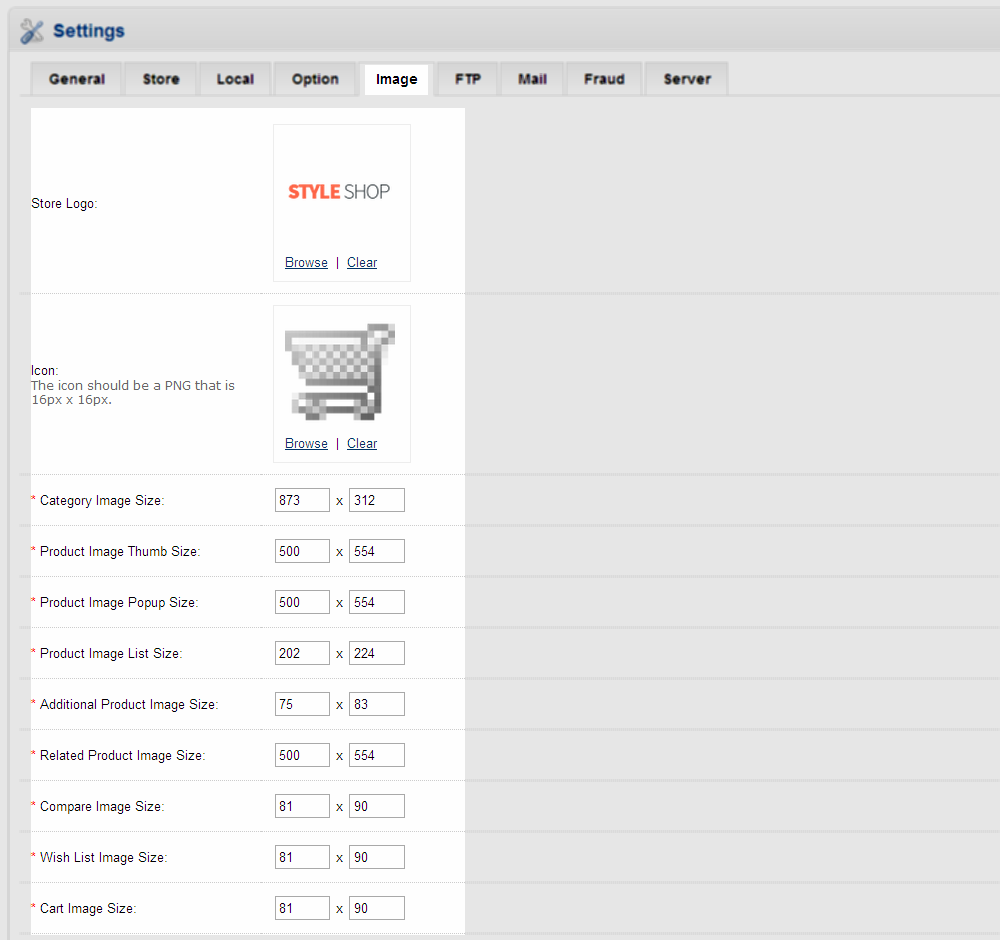 Settings
General Store Local Option Image FTP Mail Fraud Server
STYLE SHOP
Store Logo:
Browse | Clear
Icon:
The icon should be a PNG that is
16px x 16px.
Browse | Clear
* Category Image Size: 873 x 312
* Product Image Thumb Size: 500 x 554
* Product Image Popup Size: 500 x 554
* Product Image List Size: 202 x 224
* Additional Product Image Size: 75 x 83
* Related Product Image Size: 500 x 554
* Compare Image Size: 81 x 90
* Wish List Image Size: 81 x 90
* Cart Image Size: 81 x 90